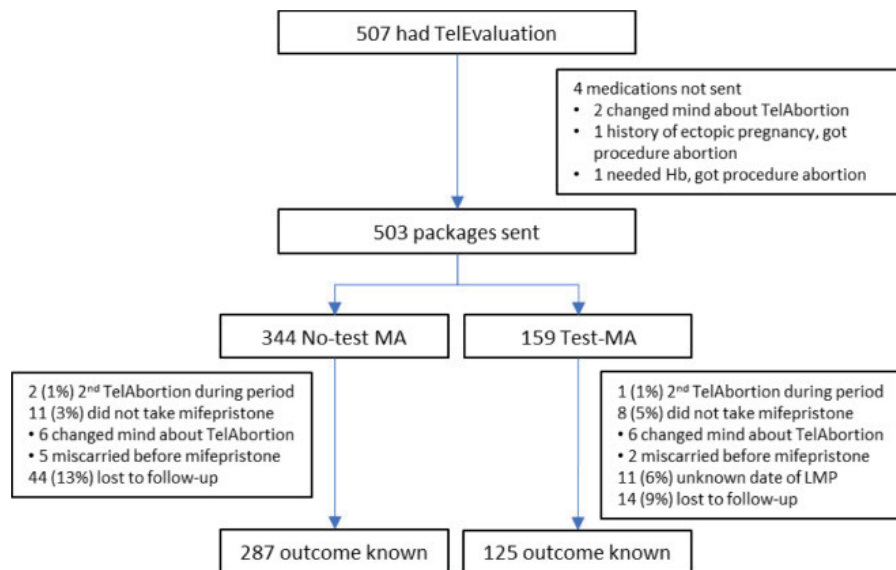 507 had TelEvaluation
4 medications not sent
• 2 changed mind about TelAbortion
• 1 history of ectopic pregnancy, got
procedure abortion
• 1 needed Hb, got procedure abortion
503 packages sent
344 No-test MA
159 Test-MA
2 (1%) 2nd TelAbortion during period
11 (3%) did not take mifepristone
• 6 changed mind about TelAbortion
• 5 miscarried before mifepristone
44 (13%) lost to follow-up
1 (1%) 2nd TelAbortion during period
8 (5%) did not take mifepristone
• 6 changed mind about TelAbortion
• 2 miscarried before mifepristone
11 (6%) unknown date of LMP
14 (9%) lost to follow-up
287 outcome known
125 outcome known